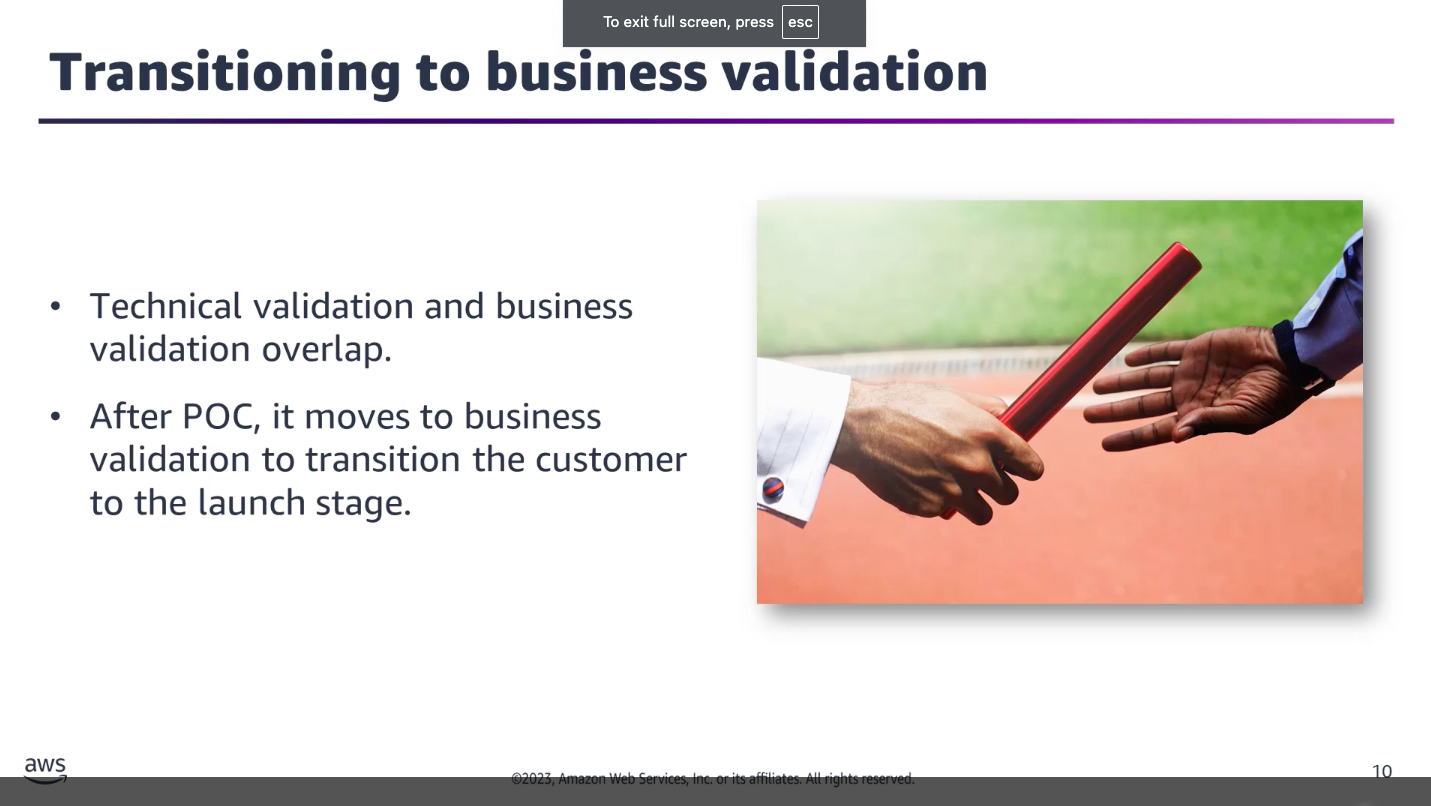 To exit full screen, press esc
Transitioning to business validation
• Technical validation and business
validation overlap.
• After POC, it moves to business
validation to transition the customer
to the launch stage.
aws
©2023, Amazon Web Services, Inc. or its affiliates. All rights reserved.
10